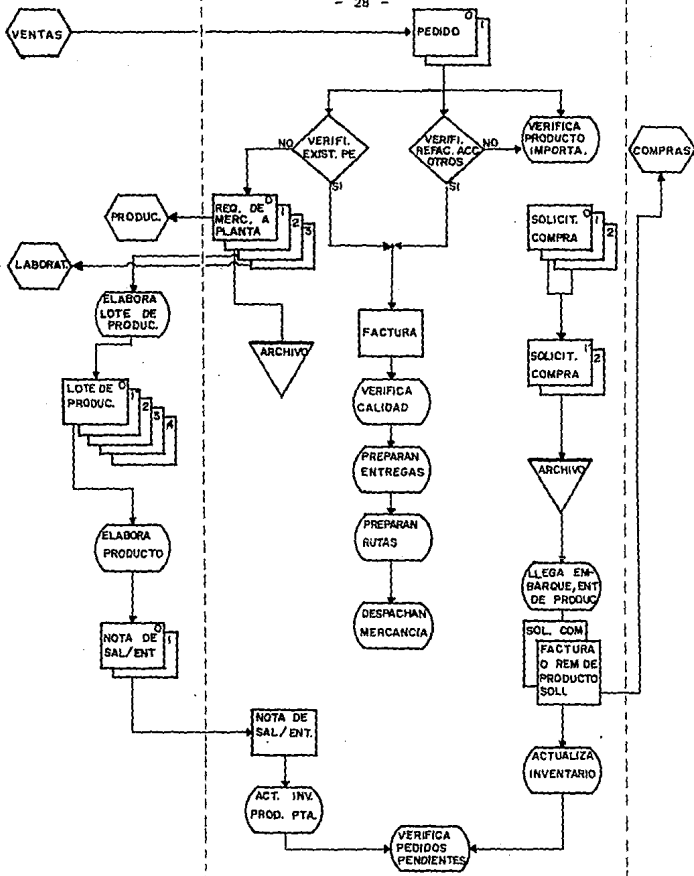 - 28 -
VENTAS
PEDIDO
0
1
VERIFI.
EXIST. PE
NO
SI
VERIFI.
REFAC. ACC
OTROS
NO
SI
VERIFICA
PRODUCTO
IMPORTA.
COMPRAS
PRODUC.
REQ. DE
MERC. A
PLANTA
0
1
2
3
SOLICIT.
COMPRA
0
1
2
LABORAT.
ELABORA
LOTE DE
PRODUC.
ARCHIVO
FACTURA
SOLICIT.
COMPRA
1
2
LOTE DE
PRODUC.
0
1
2
3
4
VERIFICA
CALIDAD
PREPARAN
ENTREGAS
ARCHIVO
ELABORA
PRODUCTO
PREPARAN
RUTAS
LLEGA EM-
BARQUE, ENT
DE PRODUC
NOTA DE
SAL/ENT
0
1
DESPACHAN
MERCANCIA
SOL. COM
FACTURA
O REM DE
PRODUCTO
SOLI.
NOTA DE
SAL/ENT.
ACTUALIZA
INVENTARIO
ACT. INV.
PROD. PTA.
VERIFICA
PEDIDOS
PENDIENTES